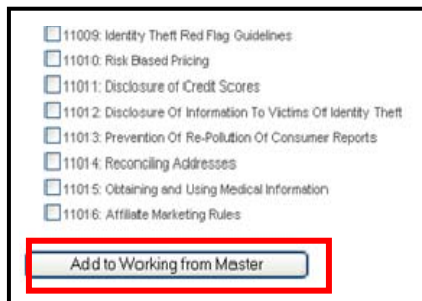 11009: Identity Theft Red Flag Guidelines
11010: Risk Based Pricing
11011: Disclosure of Credit Scores
11012: Disclosure Of Information To Victims Of Identity Theft
11013: Prevention Of Re-Pollution Of Consumer Reports
11014: Reconciling Addresses
11015: Obtaining and Using Medical Information
11016: Affiliate Marketing Rules
Add to Working from Master